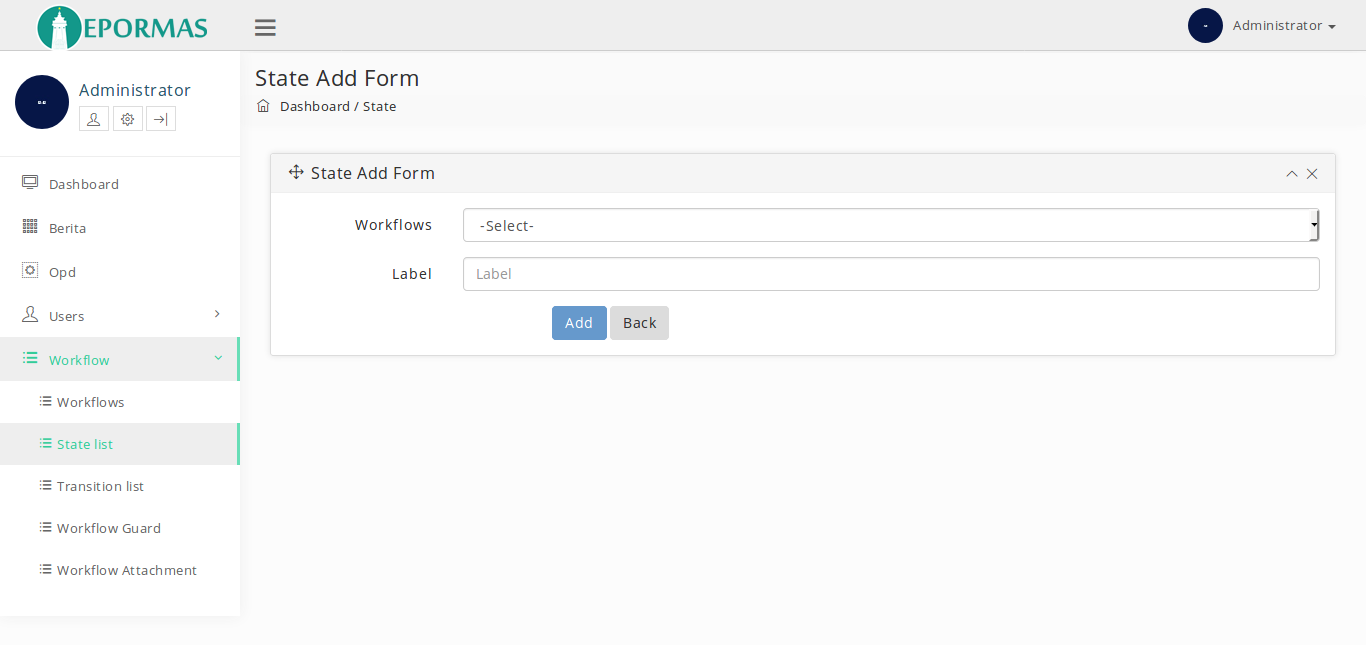 EPORMAS
Administrator
Administrator
Dashboard
Berita
Opd
Users
Workflow
Workflows
State list
Transition list
Workflow Guard
Workflow Attachment
State Add Form
Dashboard / State
State Add Form
Workflows
-Select-
Label
Label
Add
Back